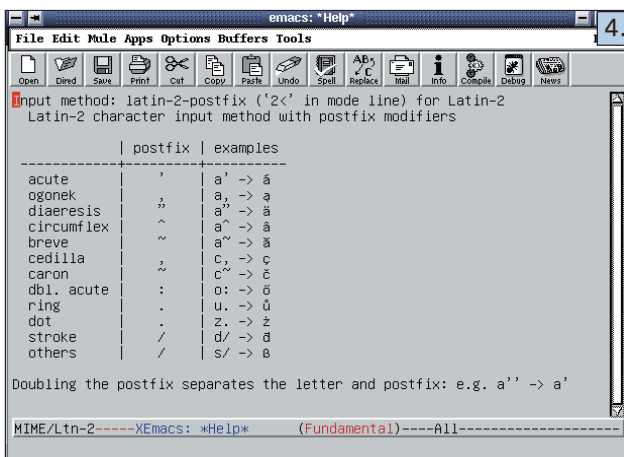 emacs: *Help*
4.
File Edit Mule Apps Options Buffers Tools
Open Dired Save Print Cut Copy Paste Undo Spell Replace Mail Info Compile Debug News
Input method: latin-2-postfix (`2<' in mode line) for Latin-2
Latin-2 character input method with postfix modifiers
| postfix | examples
------------+---------+----------
acute | ' | a' -> á
ogonek | , | a, -> ą
diaeresis | " | a" -> ä
circumflex | ^ | a^ -> â
breve | ~ | a~ -> ă
cedilla | , | c, -> ç
caron | ~ | c~ -> č
dbl. acute | : | o: -> ő
ring | . | u. -> ů
dot | . | z. -> ż
stroke | / | d/ -> đ
others | / | s/ -> ß
Doubling the postfix separates the letter and postfix: e.g. a'' -> a'
MIME/Ltn-2-----XEmacs: *Help* (Fundamental)----All--------------------